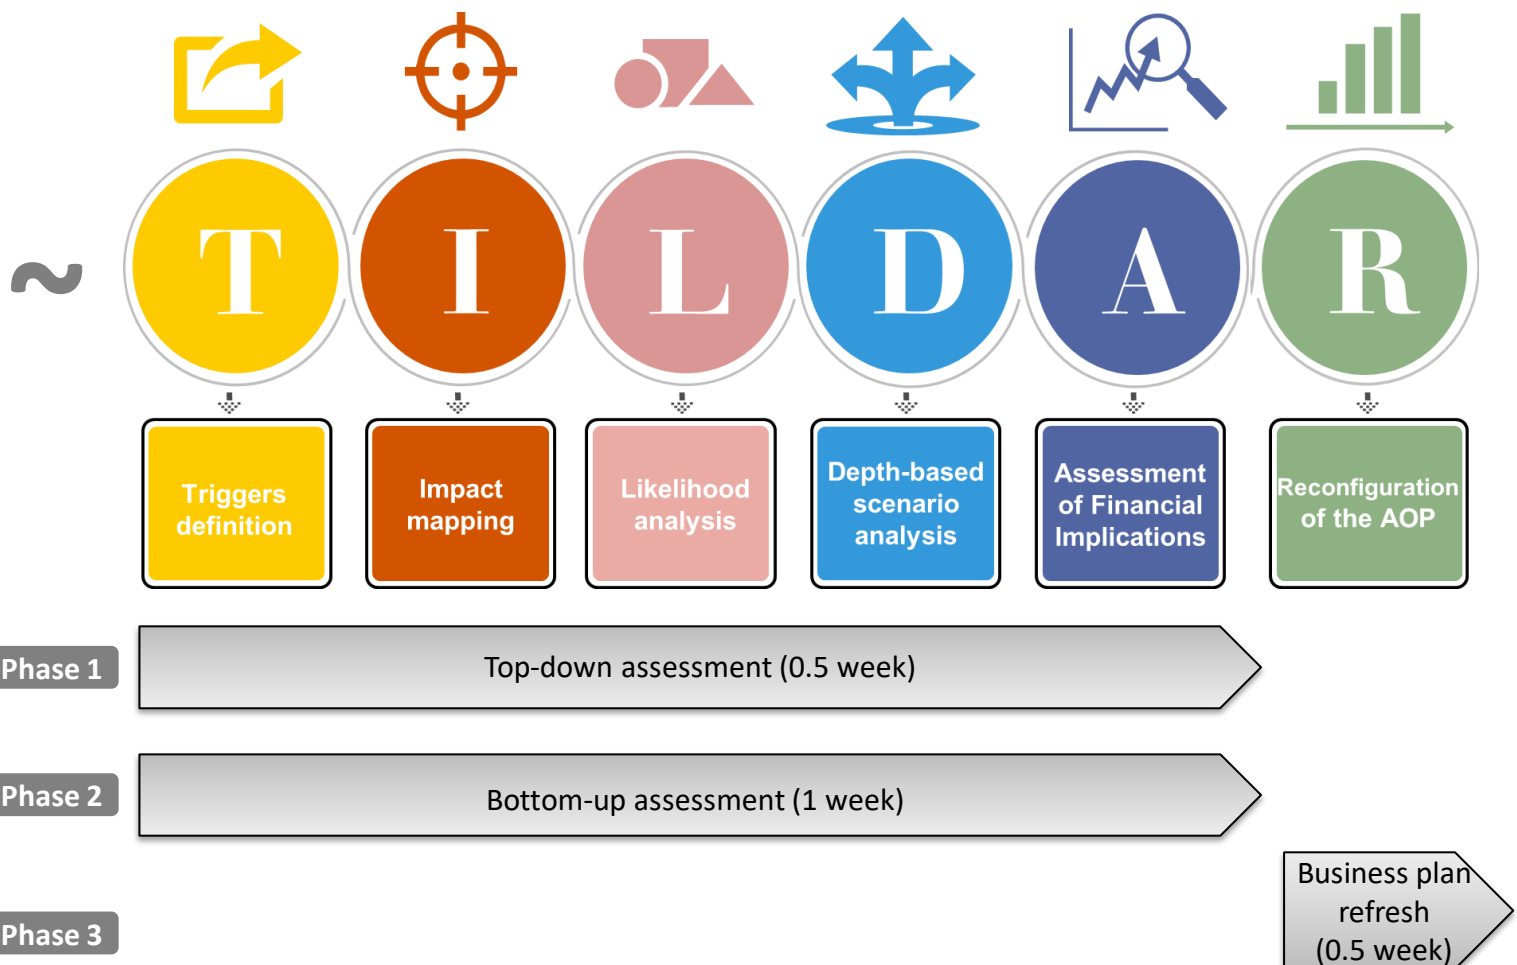 ~
T I L D A R
Triggers
definition
Impact
mapping
Likelihood
analysis
Depth-based
scenario
analysis
Assessment
of Financial
Implications
Reconfiguration
of the AOP
Phase 1
Top-down assessment (0.5 week)
Phase 2
Bottom-up assessment (1 week)
Phase 3
Business plan
refresh
(0.5 week)